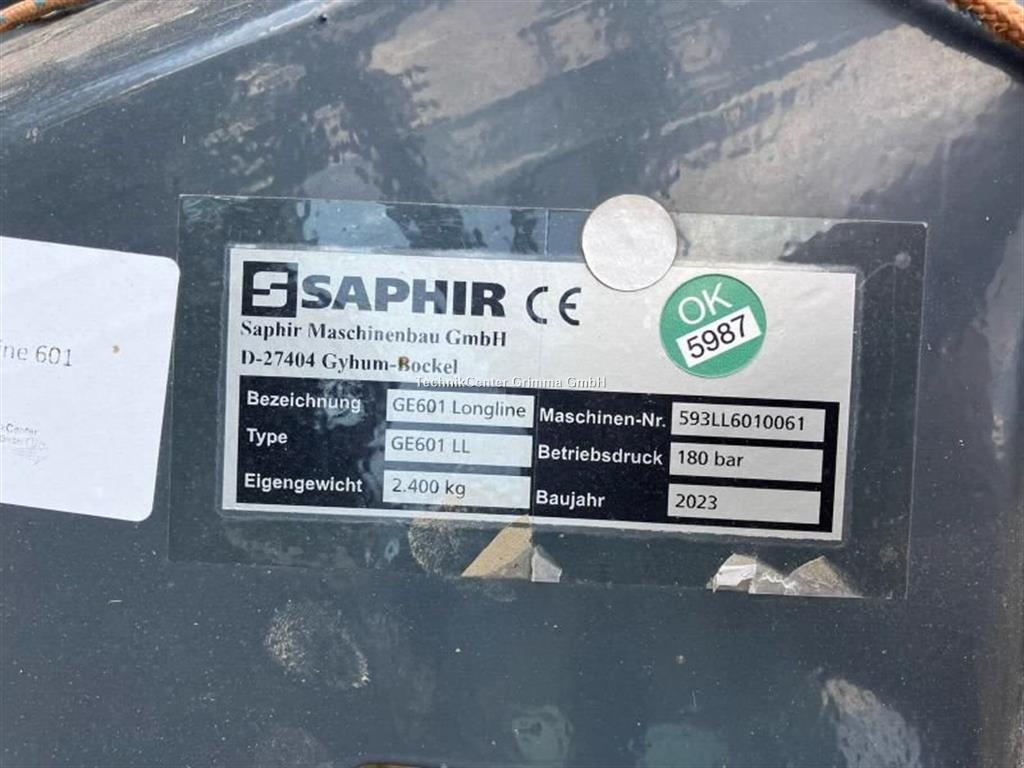 SAPHIR CE
Saphir Maschinenbau GmbH
D-27404 Gyhum-Bockel
OK
5987
TechnikCenter Grimma GmbH
Bezeichnung GE601 Longline Maschinen-Nr. 593LL6010061
Type GE601 LL Betriebsdruck 180 bar
Eigengewicht 2.400 kg Baujahr 2023
601